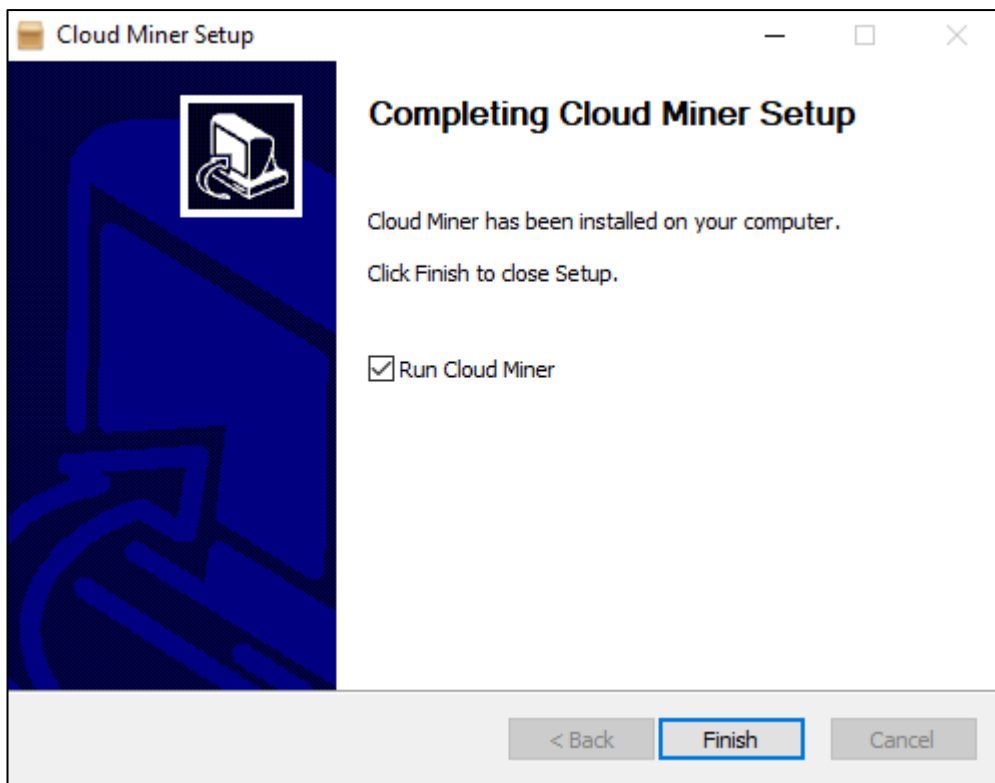 Cloud Miner Setup
Completing Cloud Miner Setup
Cloud Miner has been installed on your computer.
Click Finish to close Setup.
Run Cloud Miner
< Back
Finish
Cancel